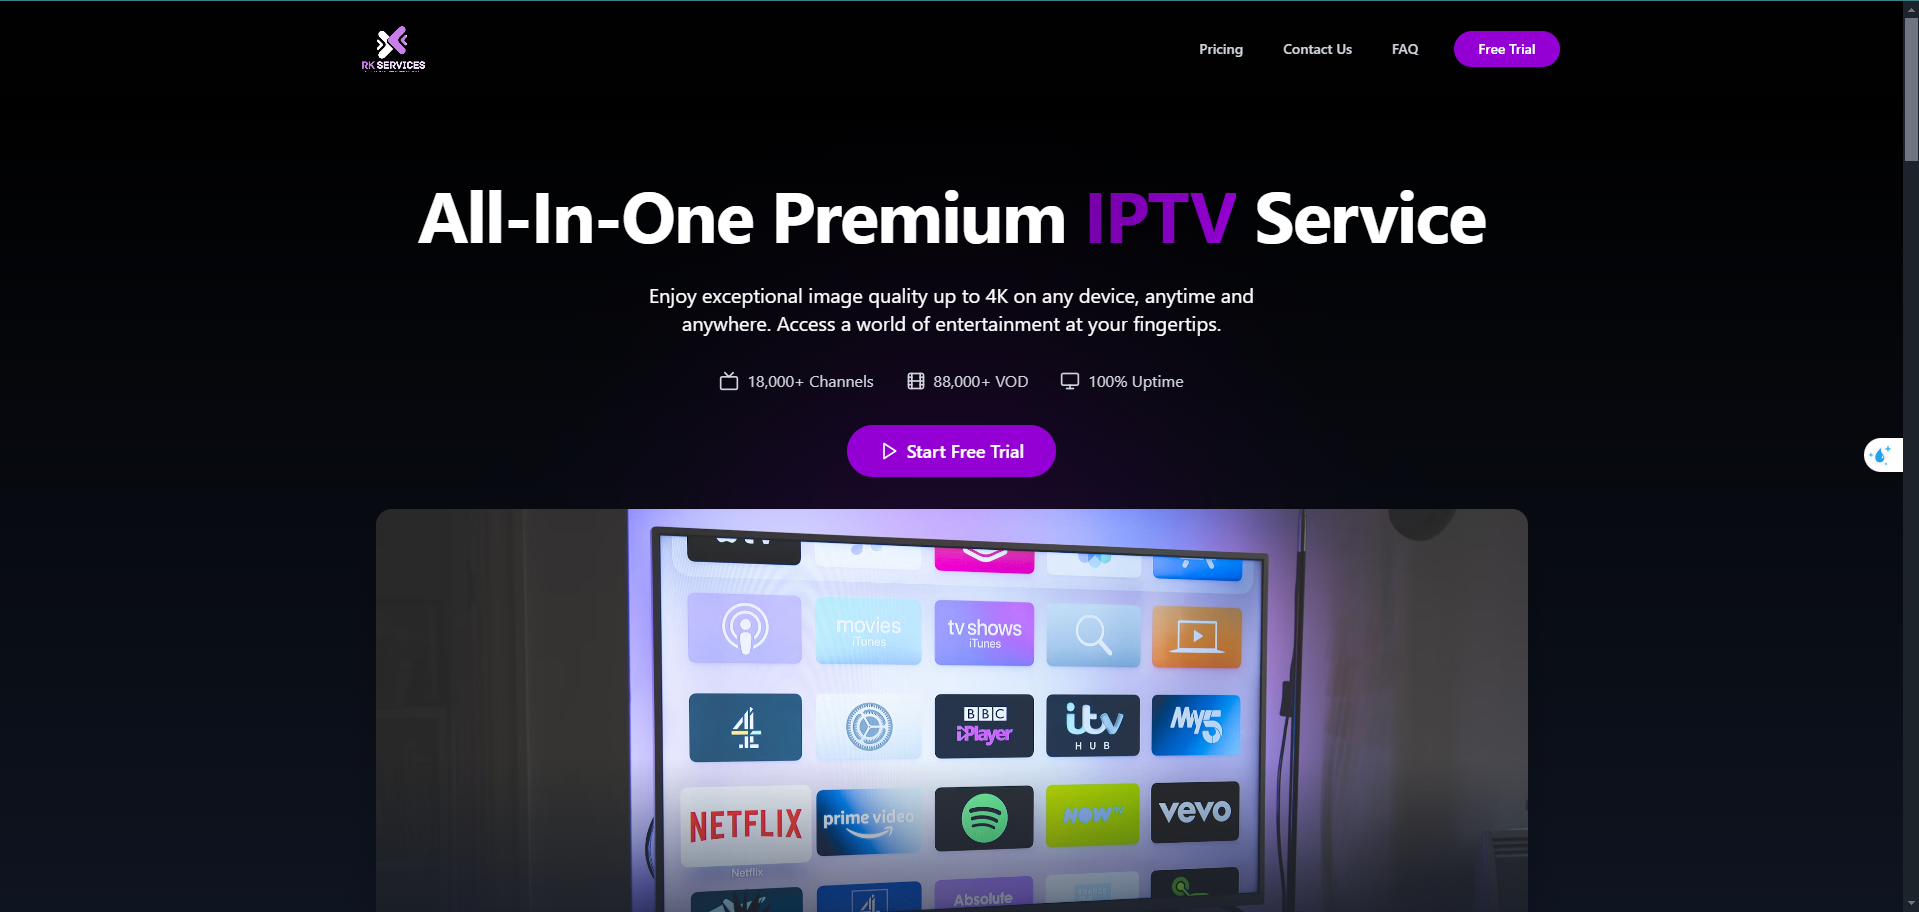 RK SERVICES
Pricing
Contact Us
FAQ
Free Trial
All-In-One Premium IPTV Service
Enjoy exceptional image quality up to 4K on any device, anytime and
anywhere. Access a world of entertainment at your fingertips.
18,000+ Channels
88,000+ VOD
100% Uptime
Start Free Trial
movies
iTunes
tv shows
iTunes
4
BBC
iPlayer
itv
HUB
My5
NETFLIX
prime video
NOW TV
vevo
Netflix
4
Absolute